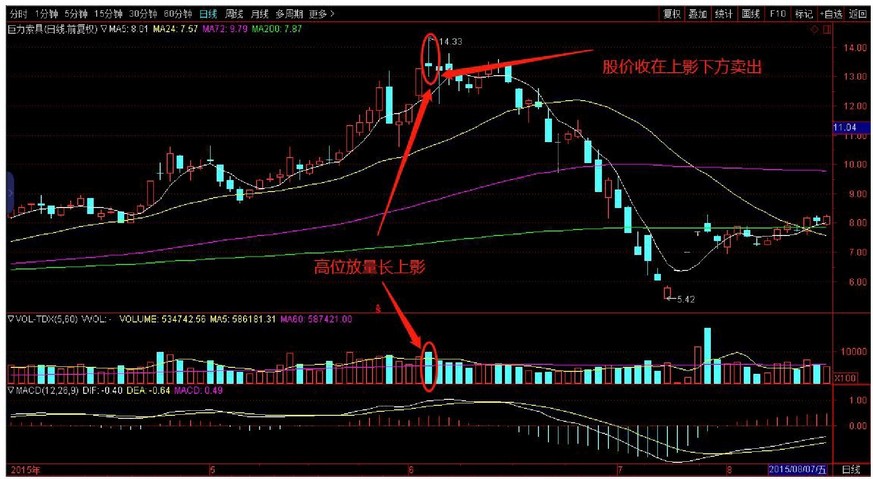 分时 1分钟 5分钟 15分钟 30分钟 60分钟 日线 周线 月线 多周期 更多> 复权 叠加 统计 画线 F10 标记 +自选 返回
巨力索具(日线.前复权) ▽MA5: 8.01 MA24: 7.57 MA72: 9.79 MA200: 7.87
14.33
14.00
股价收在上影下方卖出
13.00
12.00
11.04
11.00
10.00
9.00
8.00
7.00
高位放量长上影
6.00
5.42
▽VOL-TDX(5,60) VVOL: - VOLUME: 534742.56 MA5: 586181.31 MA60: 587421.00
10000
X100
▽MACD(12,26,9) DIF: -0.40 DEA: -0.64 MACD: 0.49
1.00
0.00
2015年 5 6 7 8 2015/08/07/五 日线